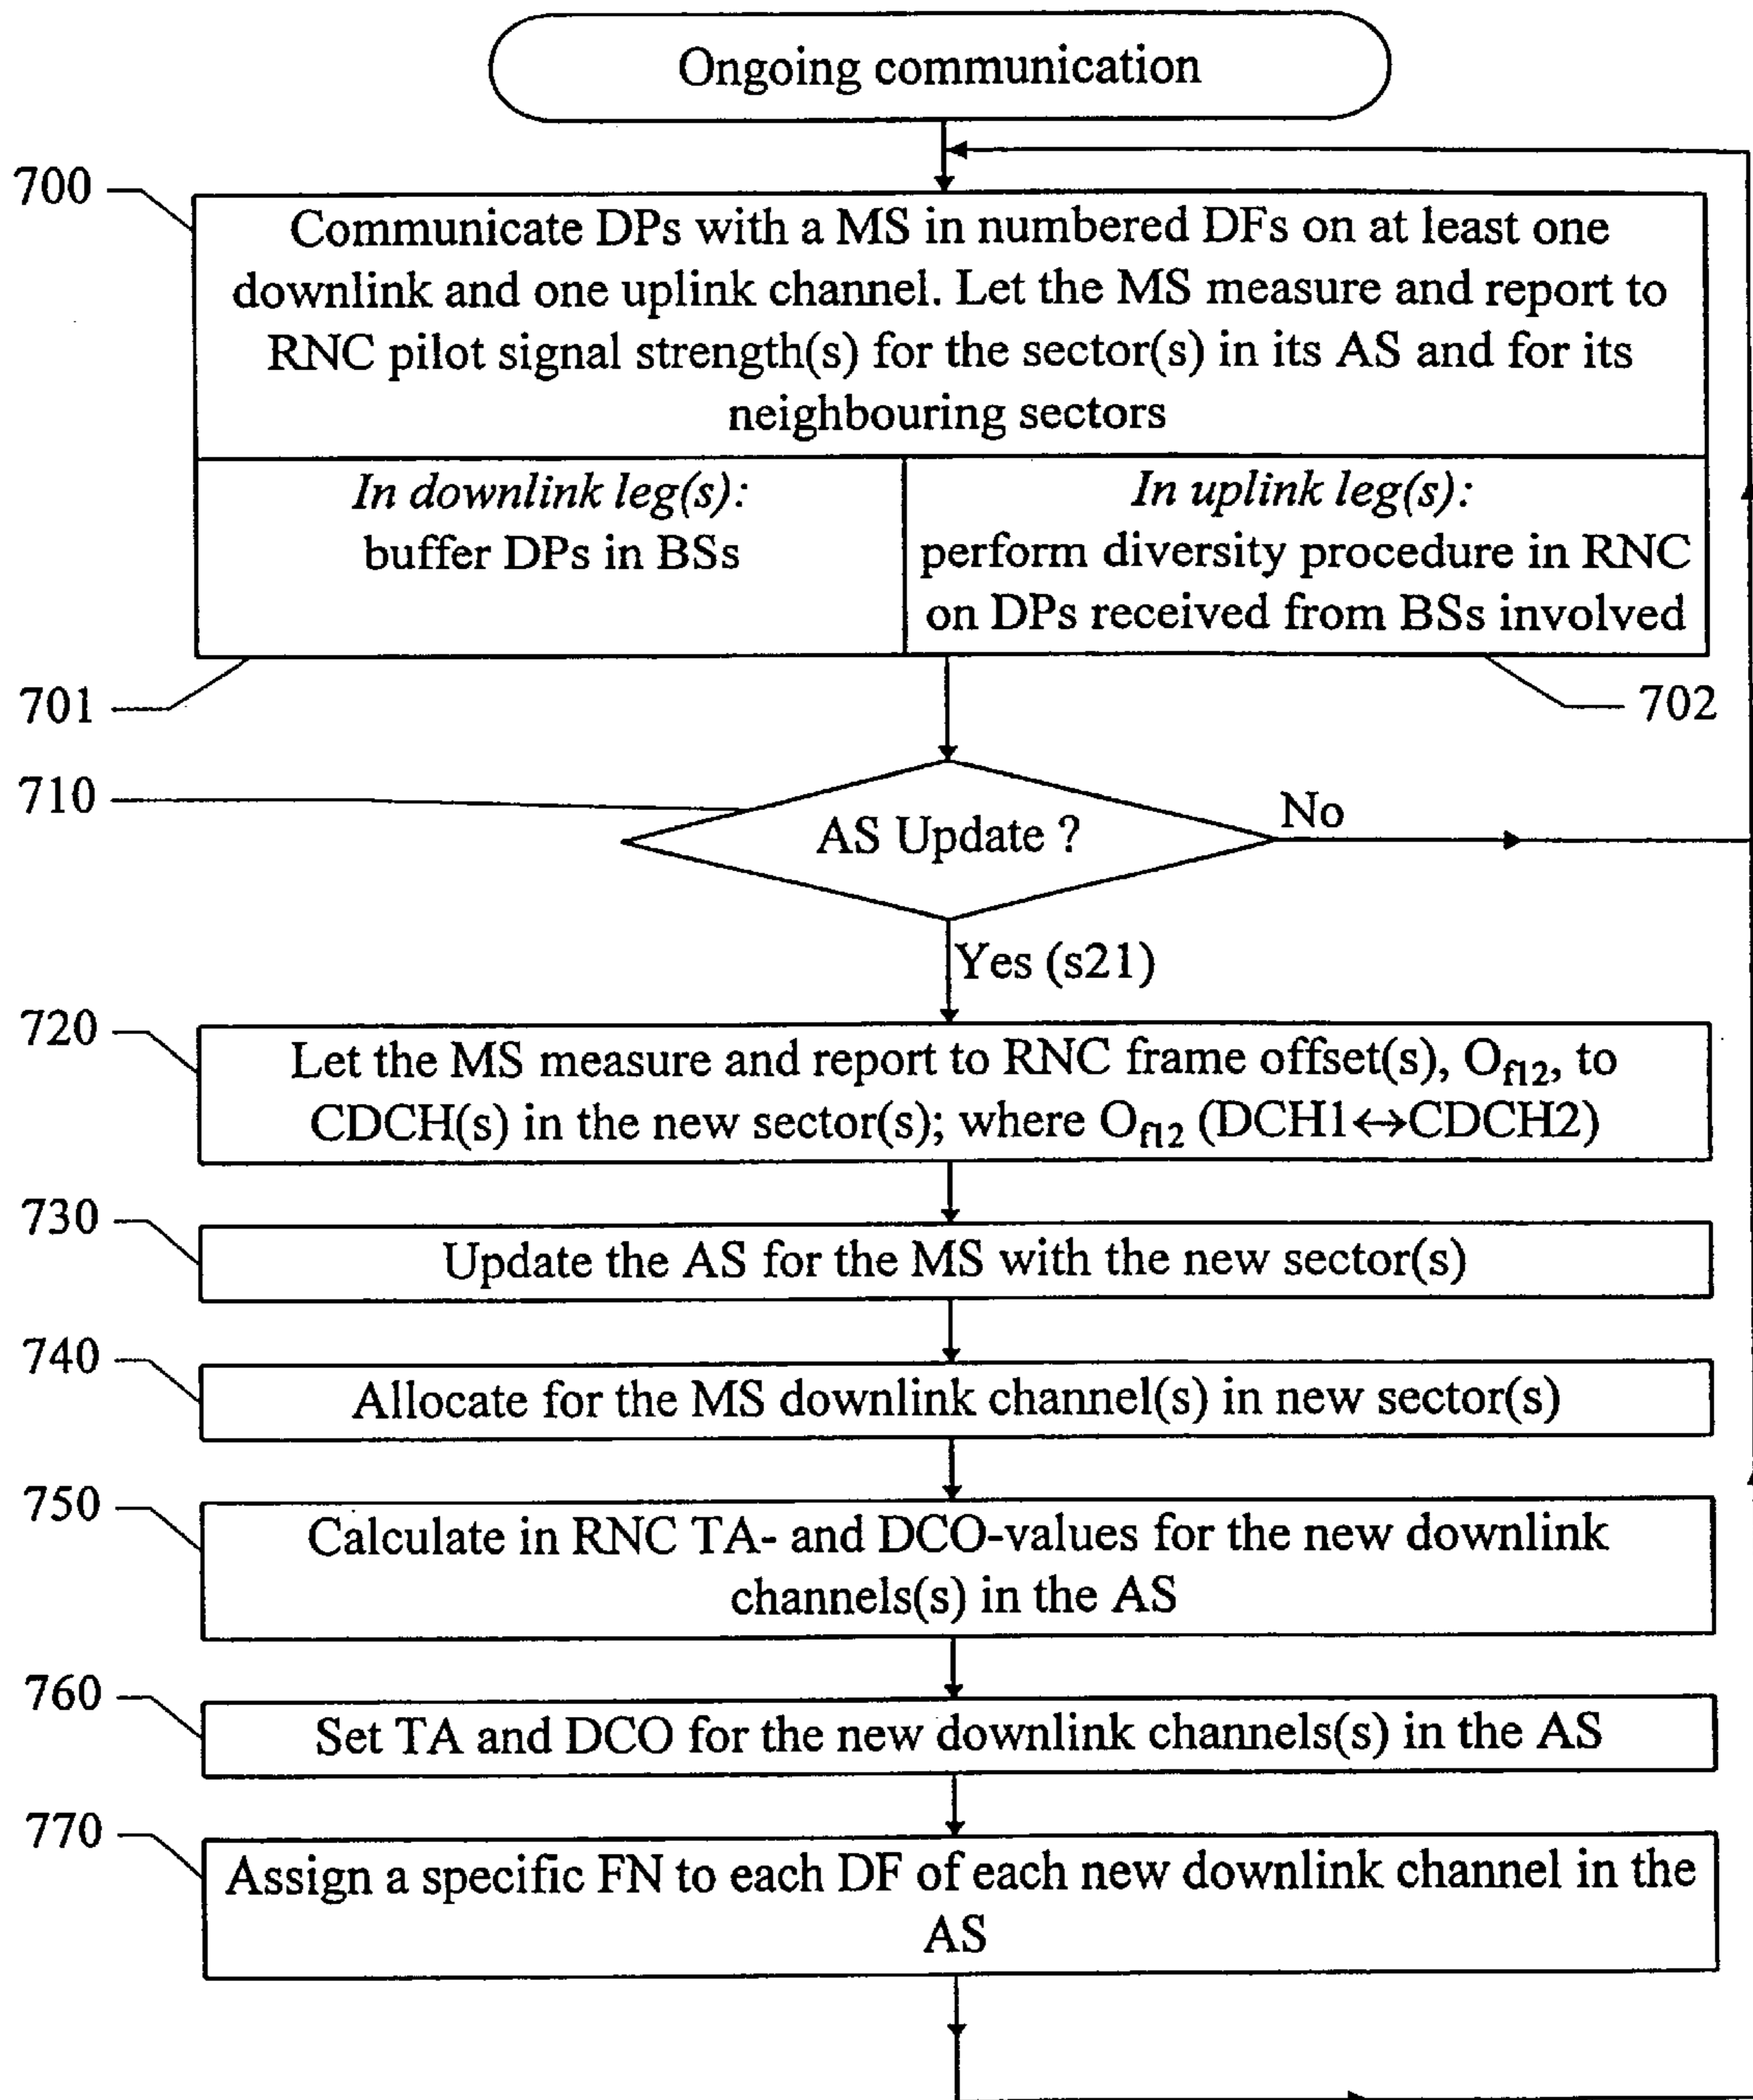 Ongoing communication
700
Communicate DPs with a MS in numbered DFs on at least one
downlink and one uplink channel. Let the MS measure and report to
RNC pilot signal strength(s) for the sector(s) in its AS and for its
neighbouring sectors
In downlink leg(s):
buffer DPs in BSs
In uplink leg(s):
perform diversity procedure in RNC
on DPs received from BSs involved
701
702
710
AS Update ?
No
Yes (s21)
720
Let the MS measure and report to RNC frame offset(s), Of12, to
CDCH(s) in the new sector(s); where Of12 (DCH1↔CDCH2)
730
Update the AS for the MS with the new sector(s)
740
Allocate for the MS downlink channel(s) in new sector(s)
750
Calculate in RNC TA- and DCO-values for the new downlink
channels(s) in the AS
760
Set TA and DCO for the new downlink channels(s) in the AS
770
Assign a specific FN to each DF of each new downlink channel in the
AS